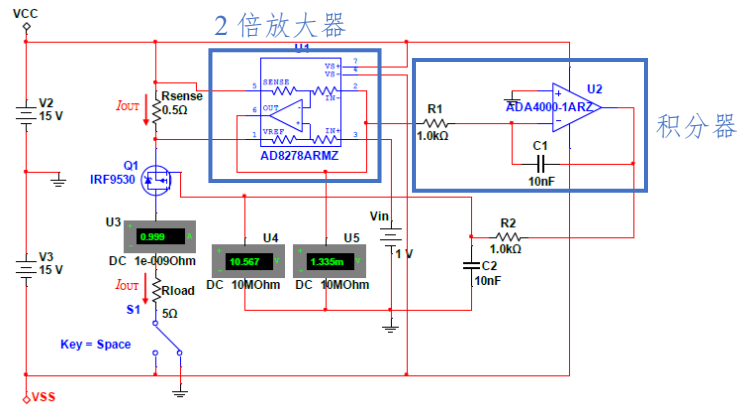 VCC
2 倍放大器
U1
VS+
7
VS-
4
5
SENSE
2
IN-
6
OUT
1
VREF
IN+
3
AD8278ARMZ
V2
15 V
IOUT
Rsense
0.5Ω
Q1
IRF9530
U3
0.999
A
DC 1e-009Ohm
U4
10.567
V
DC 10MOhm
U5
1.335m
V
DC 10MOhm
Vin
1 V
R1
1.0kΩ
U2
ADA4000-1ARZ
C1
10nF
积分器
R2
1.0kΩ
C2
10nF
V3
15 V
IOUT
Rload
5Ω
S1
Key = Space
VSS